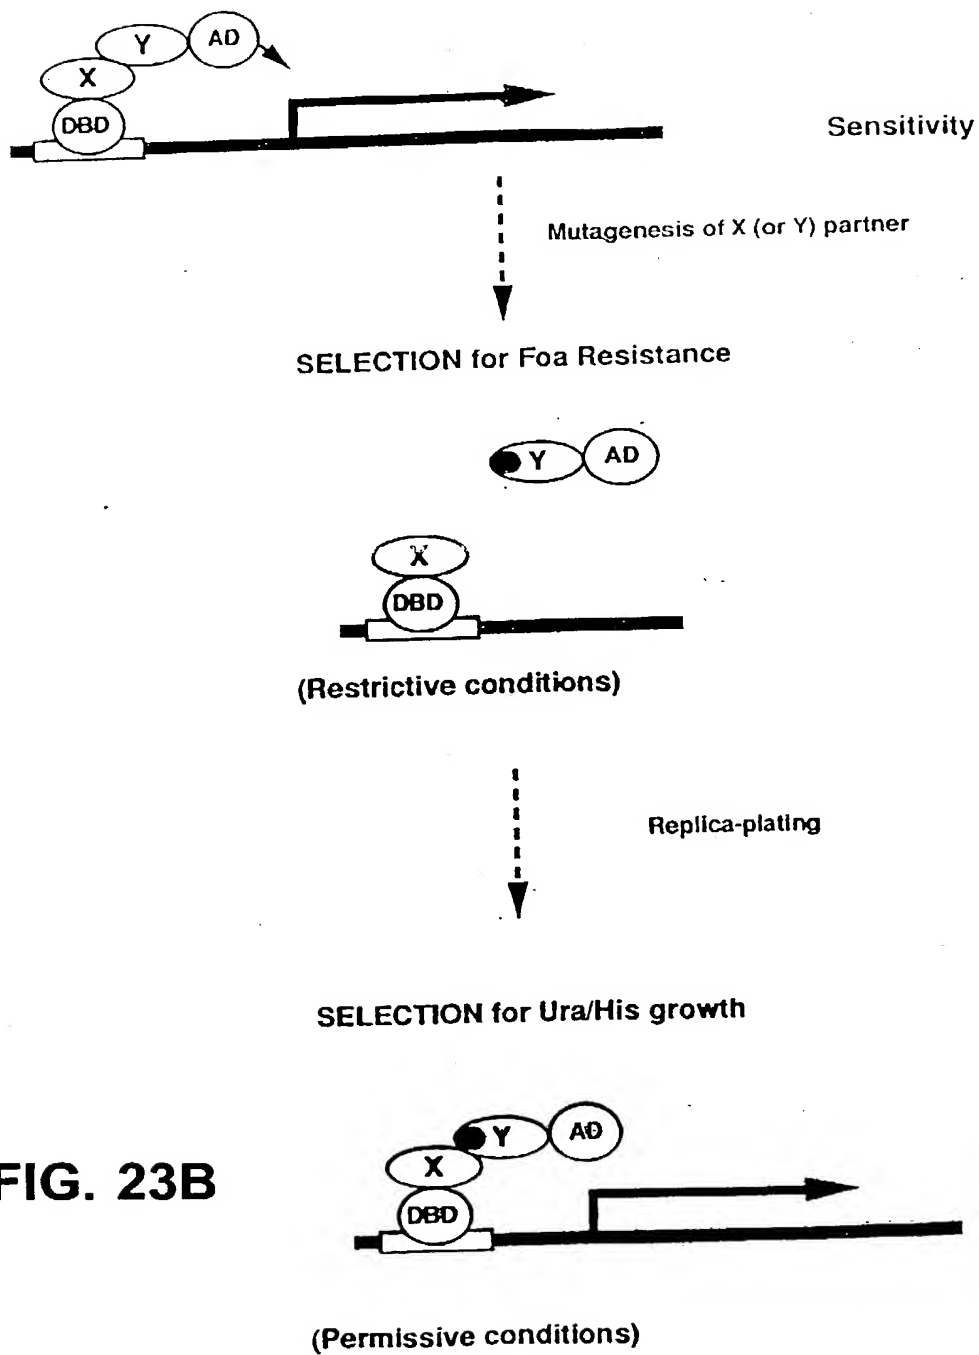 Y AD
X
DBD
Sensitivity
Mutagenesis of X (or Y) partner
SELECTION for Foa Resistance
Y AD
X
DBD
(Restrictive conditions)
Replica-plating
SELECTION for Ura/His growth
Y AD
X
FIG. 23B
DBD
(Permissive conditions)